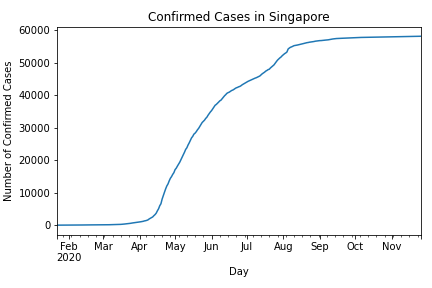 Confirmed Cases in Singapore
60000
50000
40000
30000
20000
10000
0
Number of Confirmed Cases
Feb Mar Apr May Jun Jul Aug Sep Oct Nov
2020
Day